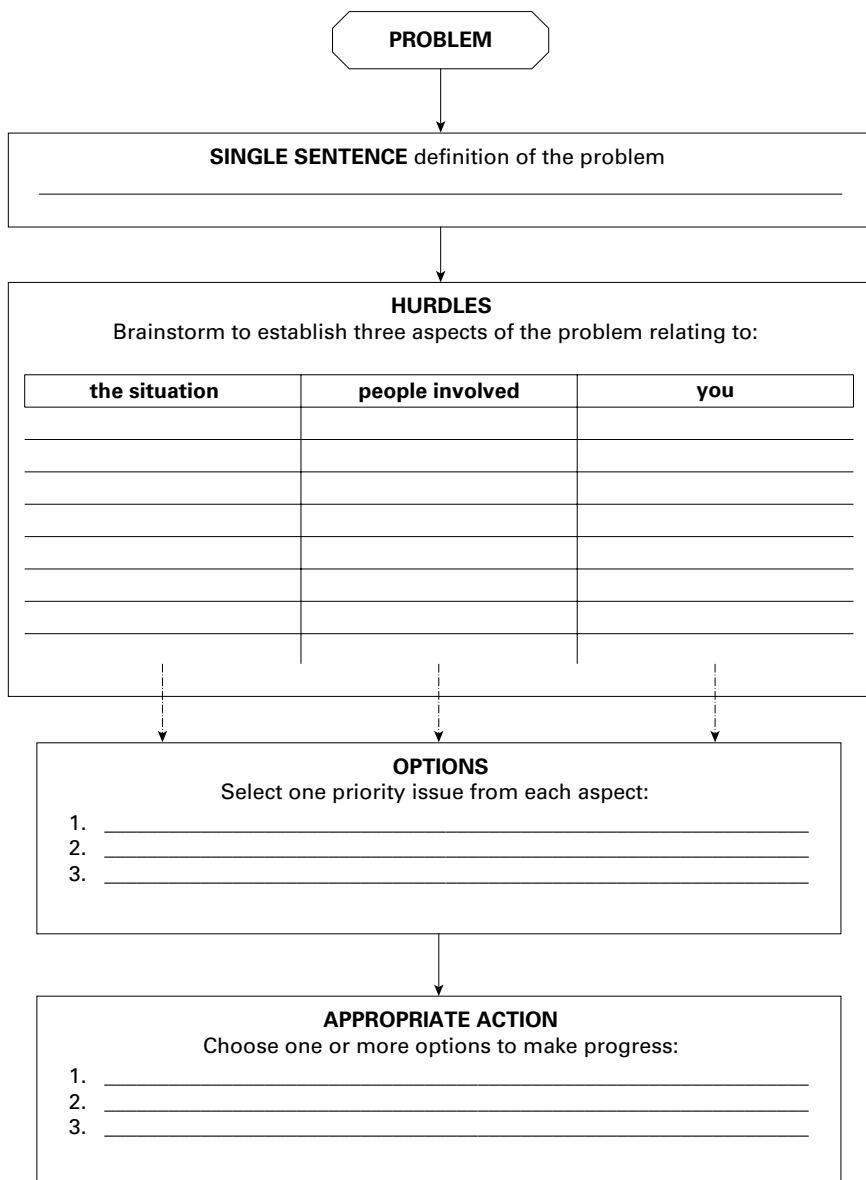 PROBLEM
SINGLE SENTENCE definition of the problem
HURDLES
Brainstorm to establish three aspects of the problem relating to:
the situation people involved you
OPTIONS
Select one priority issue from each aspect:
1.
2.
3.
APPROPRIATE ACTION
Choose one or more options to make progress:
1.
2.
3.